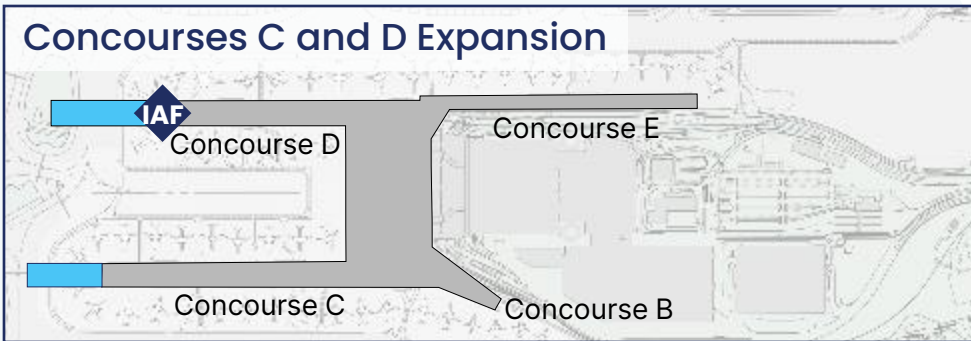 Concourses C and D Expansion
IAF
Concourse D
Concourse E
Concourse C
Concourse B